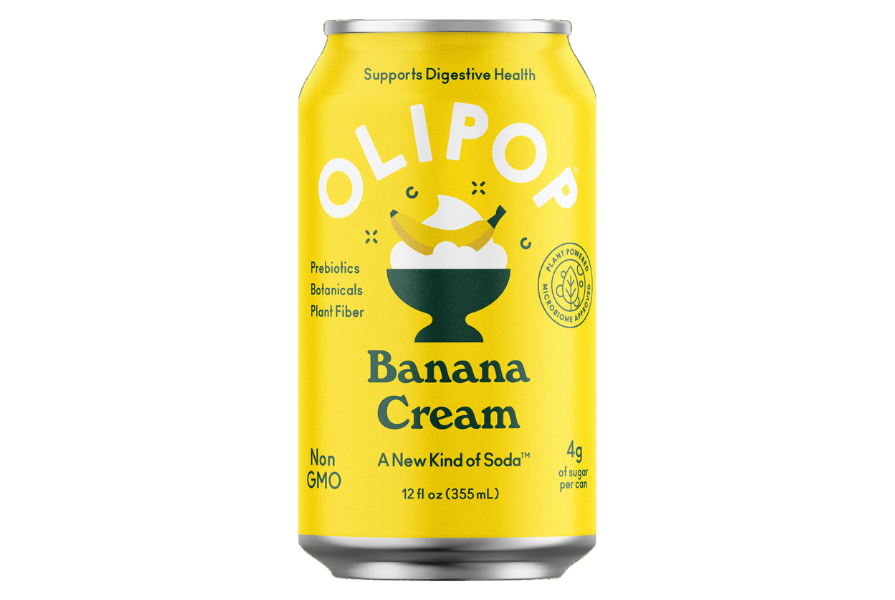 Supports Digestive Health
OLIPOP
PLANT POWERED
MICROBIOME APPROVED
Prebiotics
Botanicals
Plant Fiber
Banana
Cream
A New Kind of Soda™
12 fl oz (355 mL)
Non
GMO
4g
of sugar
per can